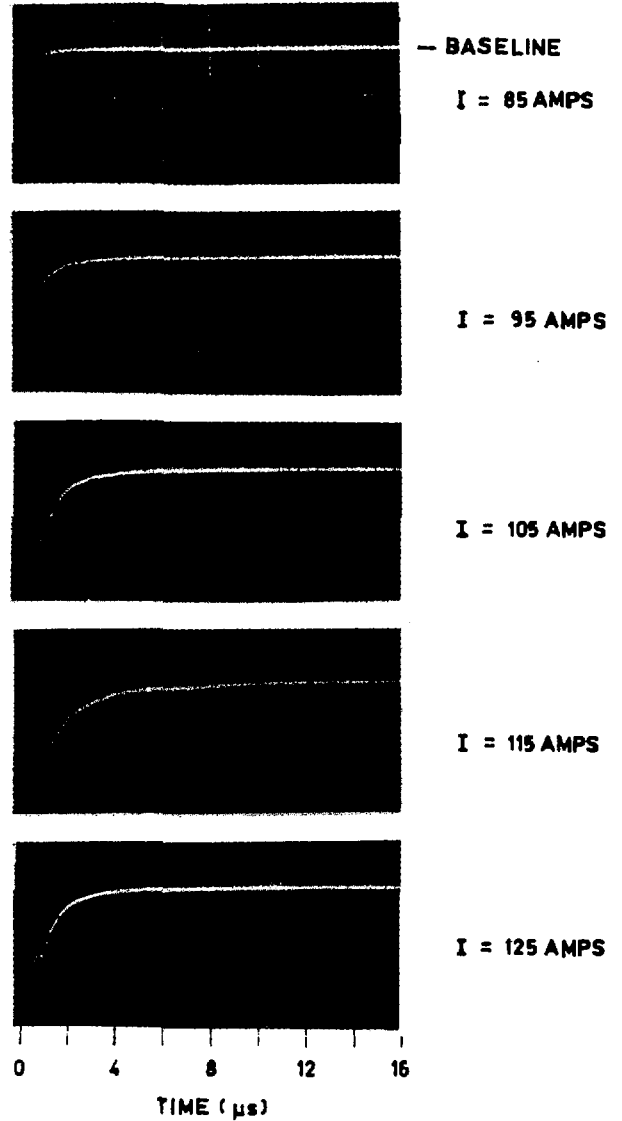 — BASELINE
I = 85 AMPS
I = 95 AMPS
I = 105 AMPS
I = 115 AMPS
I = 125 AMPS
0 4 8 12 16
TIME (μs)